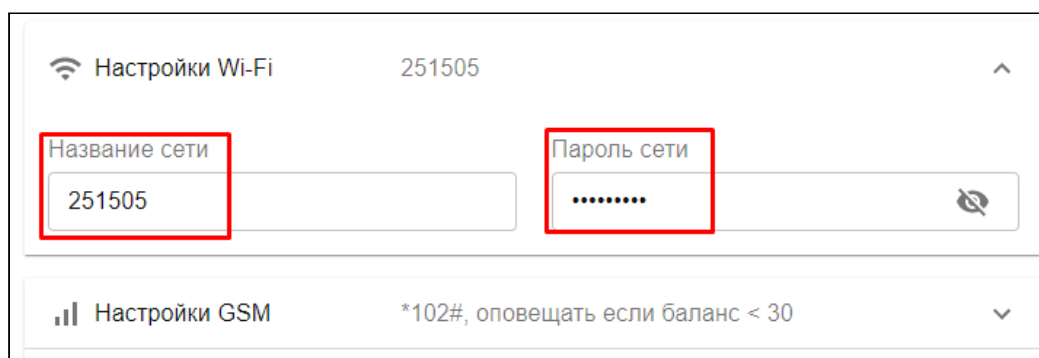 Настройки Wi-Fi 251505
Название сети Пароль сети
251505 •••••••••
Настройки GSM *102#, оповещать если баланс < 30